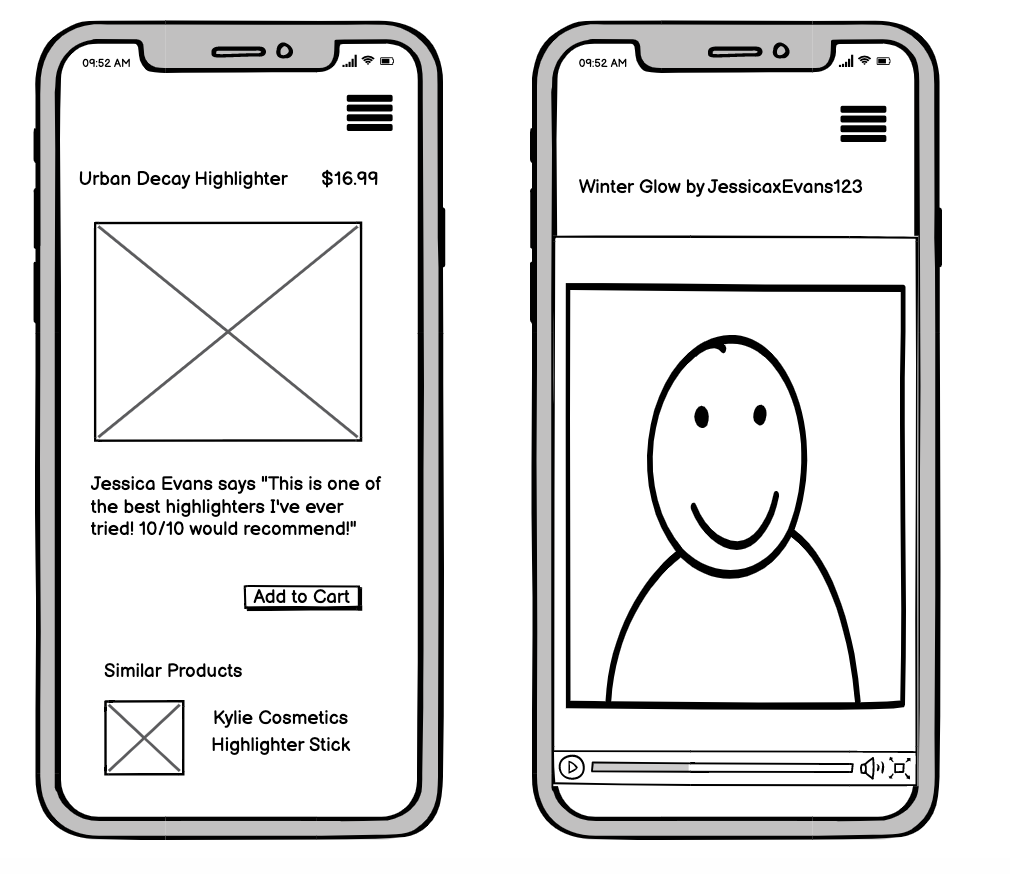 09:52 AM
Urban Decay Highlighter $16.99
Jessica Evans says "This is one of
the best highlighters I've ever
tried! 10/10 would recommend!"
Add to Cart
Similar Products
Kylie Cosmetics
Highlighter Stick
09:52 AM
Winter Glow by JessicaxEvans123